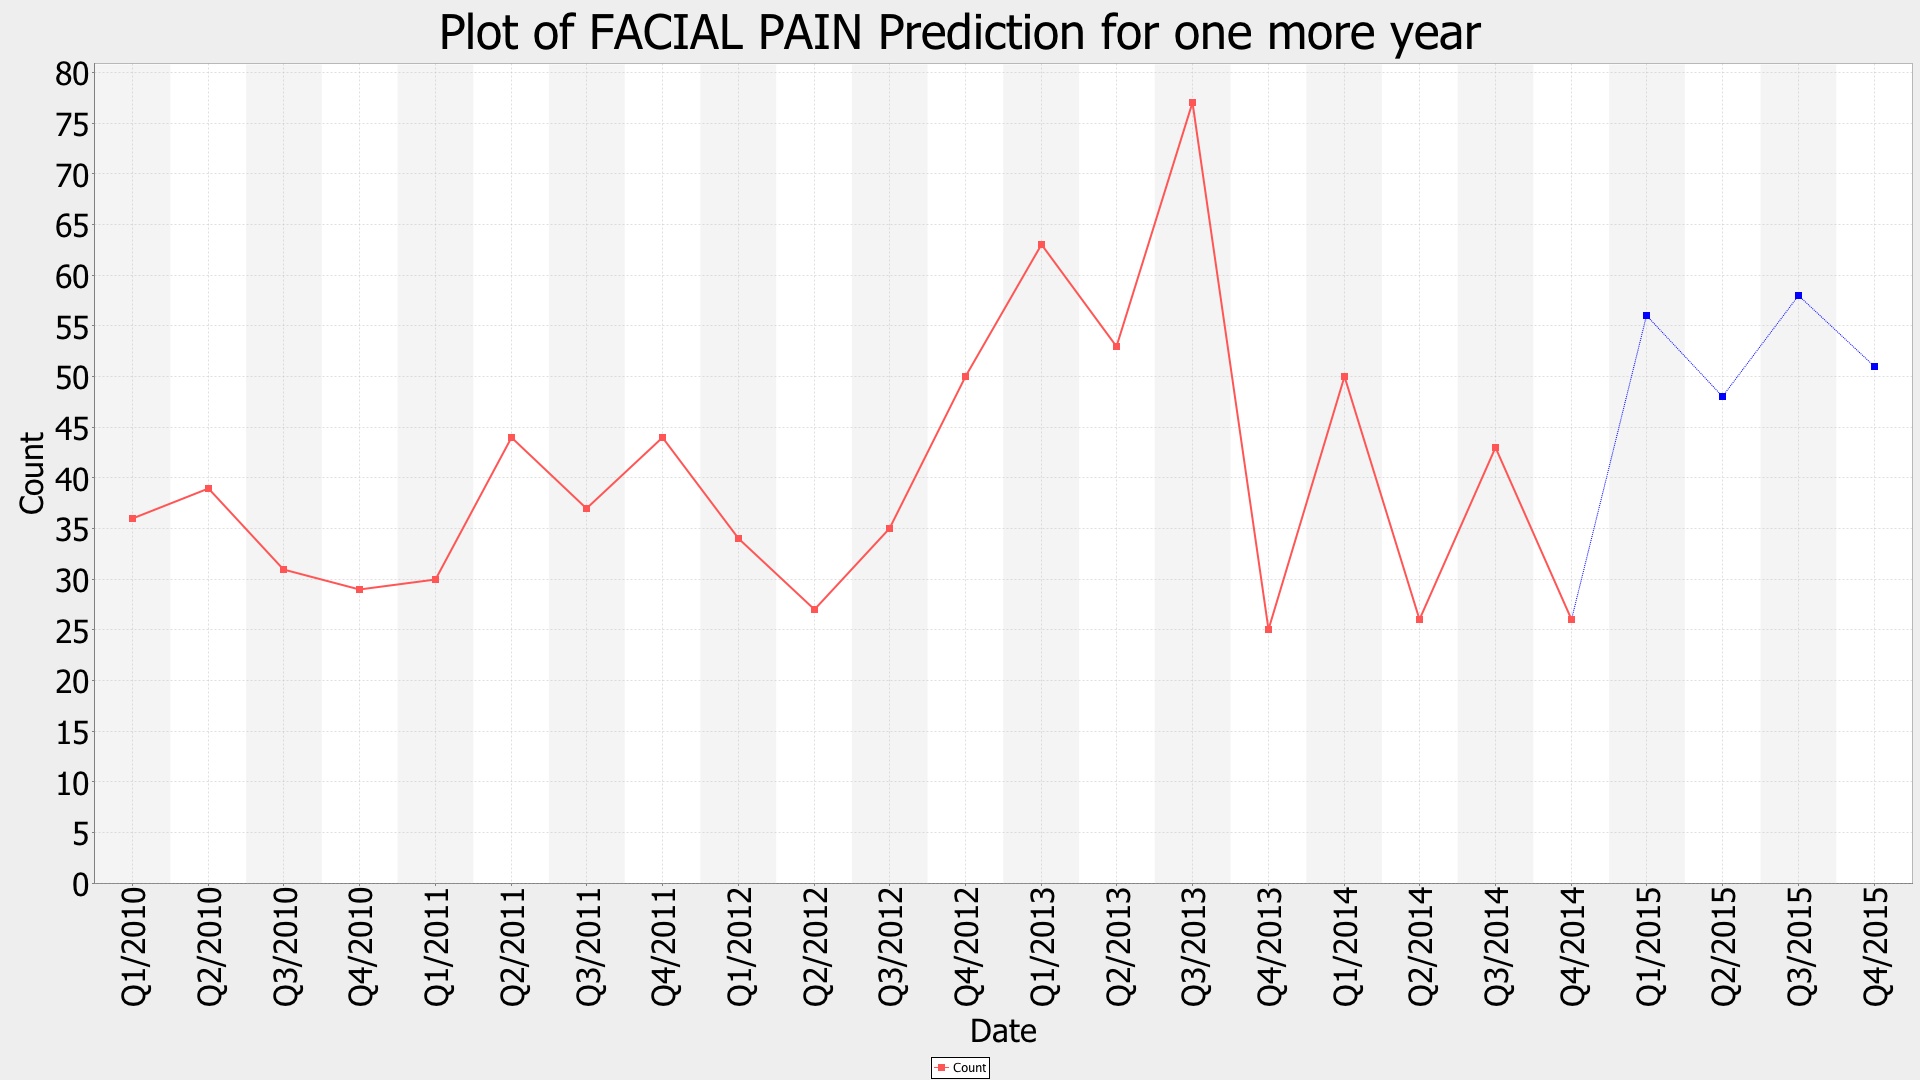 Plot of FACIAL PAIN Prediction for one more year
80
75
70
65
60
55
50
45
40
35
30
25
20
15
10
5
0
Count
Q1/2010
Q2/2010
Q3/2010
Q4/2010
Q1/2011
Q2/2011
Q3/2011
Q4/2011
Q1/2012
Q2/2012
Q3/2012
Q4/2012
Q1/2013
Q2/2013
Q3/2013
Q4/2013
Q1/2014
Q2/2014
Q3/2014
Q4/2014
Q1/2015
Q2/2015
Q3/2015
Q4/2015
Date
Count